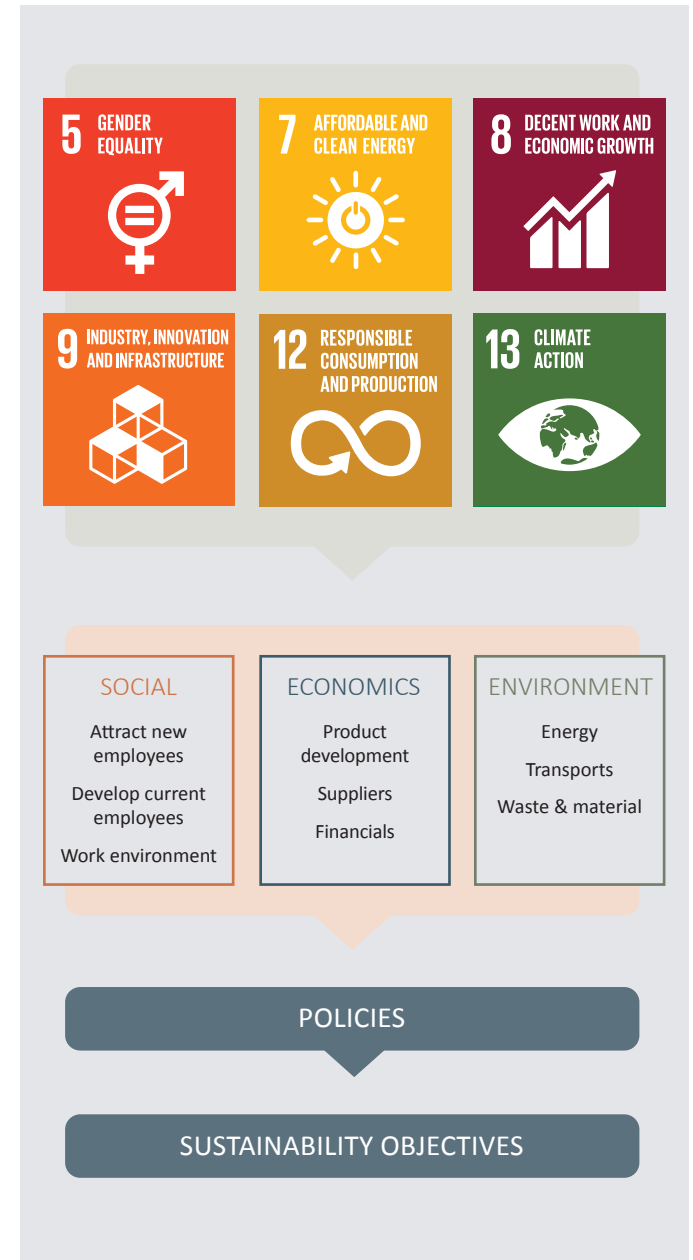 5 GENDER
EQUALITY
7 AFFORDABLE AND
CLEAN ENERGY
8 DECENT WORK AND
ECONOMIC GROWTH
9 INDUSTRY, INNOVATION
AND INFRASTRUCTURE
12 RESPONSIBLE
CONSUMPTION
AND PRODUCTION
13 CLIMATE
ACTION
SOCIAL
Attract new
employees
Develop current
employees
Work environment
ECONOMICS
Product
development
Suppliers
Financials
ENVIRONMENT
Energy
Transports
Waste & material
POLICIES
SUSTAINABILITY OBJECTIVES